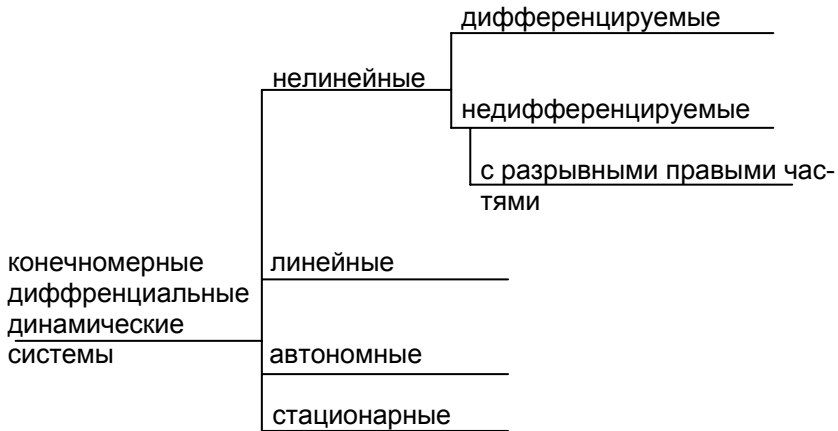 дифференцируемые
нелинейные
недифференцируемые
с разрывными правыми час-
тями
конечномерные
диффренциальные
динамические
системы
линейные
автономные
стационарные